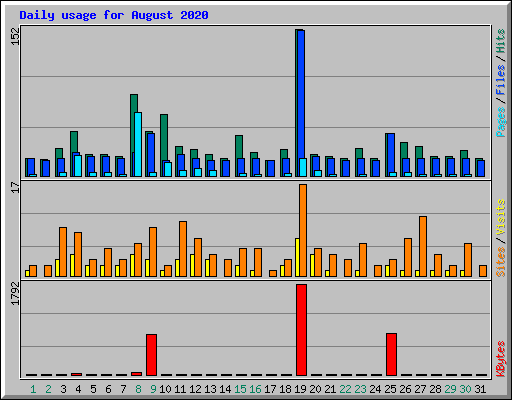 Daily usage for August 2020
152
Pages / Files / Hits
17
Sites / Visits
1792
KBytes
1 2 3 4 5 6 7 8 9 10 11 12 13 14 15 16 17 18 19 20 21 22 23 24 25 26 27 28 29 30 31